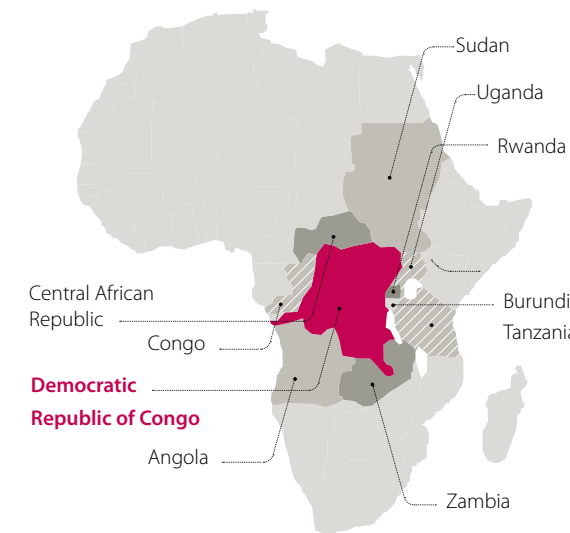 Sudan
Uganda
Rwanda
Central African
Republic
Burundi
Congo
Tanzania
Democratic
Republic of Congo
Angola
Zambia